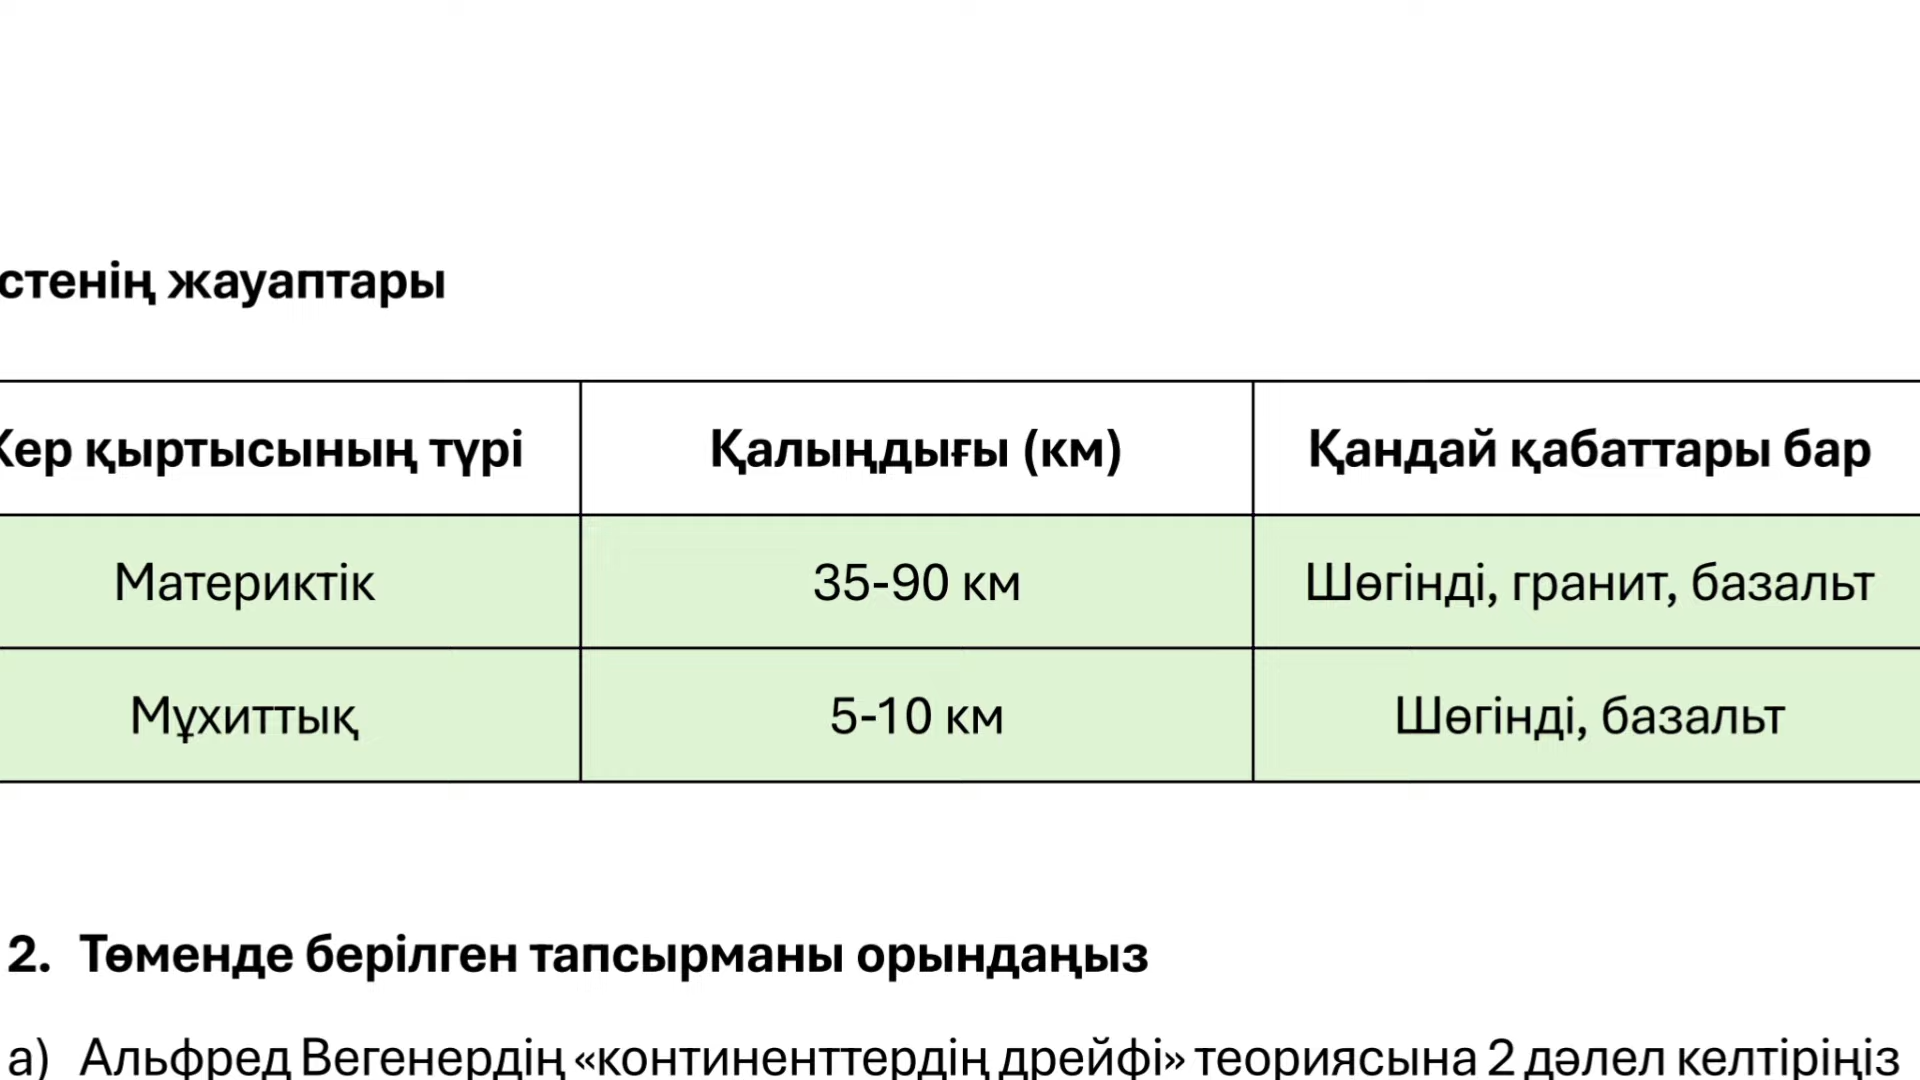 стенің жауаптары
Жер қыртысының түрі Қалыңдығы (км) Қандай қабаттары бар
Материктік 35-90 км Шөгінді, гранит, базальт
Мұхиттық 5-10 км Шөгінді, базальт
2. Төменде берілген тапсырманы орындаңыз
а) Альфред Вегенердің «континенттердің дрейфі» теориясына 2 дәлел келтіріңіз